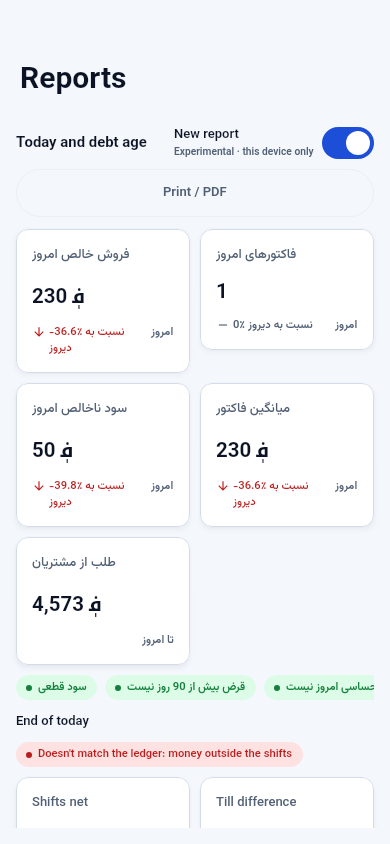 Reports
Today and debt age
New report
Experimental · this device only
Print / PDF
فروش خالص امروز
230 ؋
↓ -36.6٪ نسبت به دیروز
امروز
فاکتورهای امروز
1
— 0٪ نسبت به دیروز
امروز
سود ناخالص امروز
50 ؋
↓ -39.8٪ نسبت به دیروز
امروز
میانگین فاکتور
230 ؋
↓ -36.6٪ نسبت به دیروز
امروز
طلب از مشتریان
4,573 ؋
تا امروز
سود قطعی
قرض بیش از 90 روز نیست
حساسی امروز نیست
End of today
Doesn't match the ledger: money outside the shifts
Shifts net
Till difference